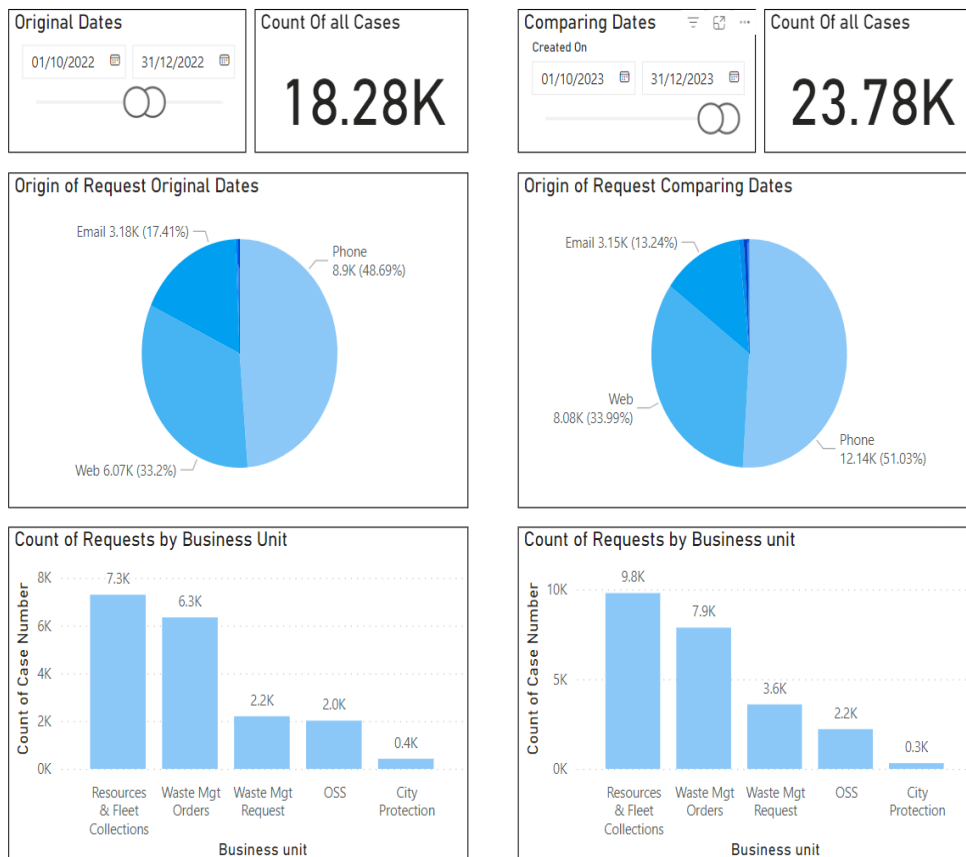 Original Dates
01/10/2022
31/12/2022
Count Of all Cases
18.28K
Comparing Dates
Created On
01/10/2023
31/12/2023
Count Of all Cases
23.78K
Origin of Request Original Dates
Email 3.18K (17.41%)
Phone
8.9K (48.69%)
Web 6.07K (33.2%)
Origin of Request Comparing Dates
Email 3.15K (13.24%)
Web
8.08K (33.99%)
Phone
12.14K (51.03%)
Count of Requests by Business Unit
Count of Case Number
8K
6K
4K
2K
0K
7.3K
6.3K
2.2K
2.0K
0.4K
Resources
& Fleet
Collections
Waste Mgt
Orders
Waste Mgt
Request
OSS
City
Protection
Business unit
Count of Requests by Business unit
Count of Case Number
10K
5K
0K
9.8K
7.9K
3.6K
2.2K
0.3K
Resources
& Fleet
Collections
Waste Mgt
Orders
Waste Mgt
Request
OSS
City
Protection
Business unit